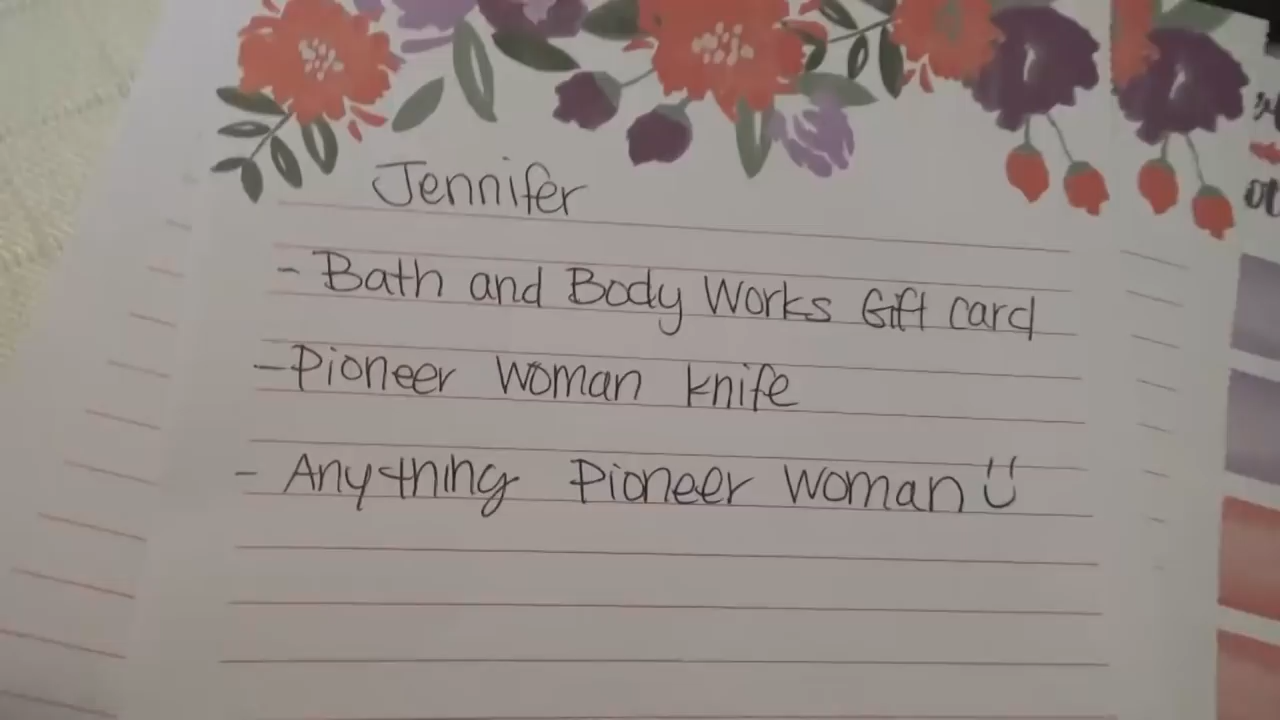 Jennifer
- Bath and Body Works Gift card
- Pioneer Woman knife
- Anything Pioneer Woman